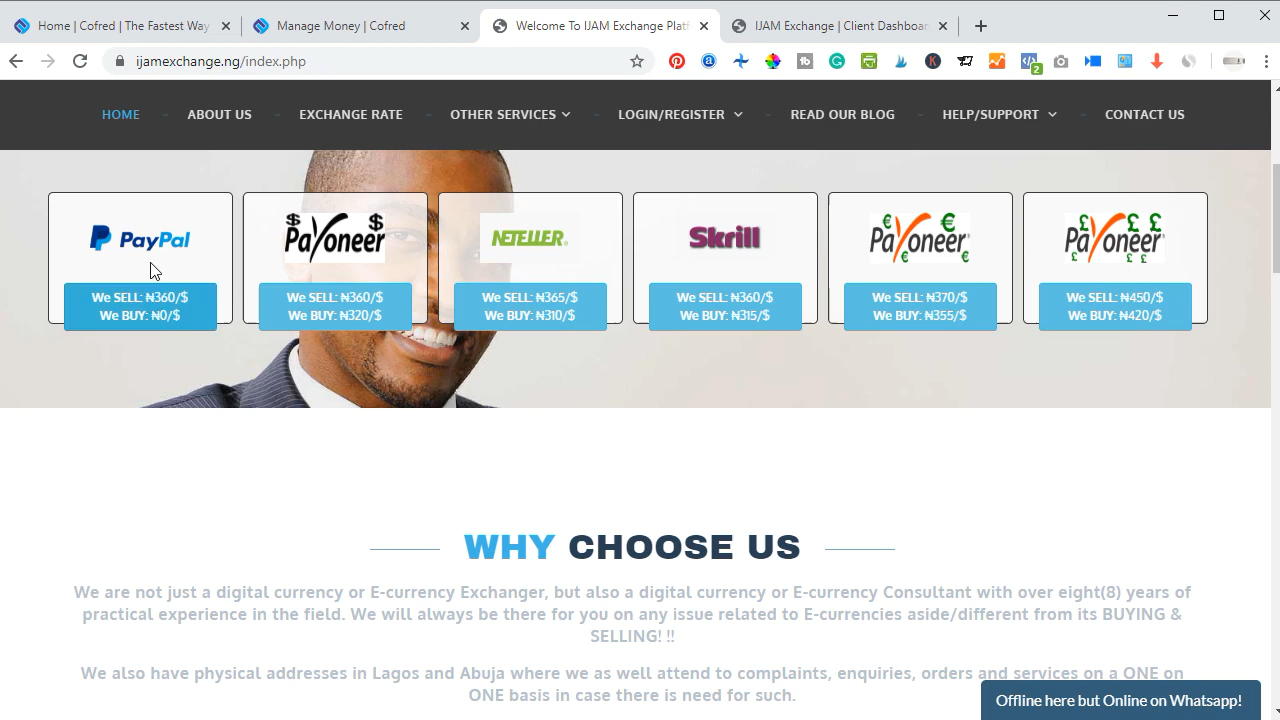 Home | Cofred | The Fastest Way
Manage Money | Cofred
Welcome To IJAM Exchange Platf
IJAM Exchange | Client Dashboar
ijamexchange.ng/index.php
2
HOME
ABOUT US
EXCHANGE RATE
OTHER SERVICES
LOGIN/REGISTER
READ OUR BLOG
HELP/SUPPORT
CONTACT US
PayPal
We SELL: ₦360/$
We BUY: ₦0/$
$ $
Payoneer
We SELL: ₦360/$
We BUY: ₦320/$
NETELLER
We SELL: ₦365/$
We BUY: ₦310/$
Skrill
We SELL: ₦360/$
We BUY: ₦315/$
€ €
Payoneer
€ €
We SELL: ₦370/$
We BUY: ₦355/$
£ £ £
Payoneer
£ £ £
We SELL: ₦450/$
We BUY: ₦420/$
WHY CHOOSE US
We are not just a digital currency or E-currency Exchanger, but also a digital currency or E-currency Consultant with over eight(8) years of
practical experience in the field. We will always be there for you on any issue related to E-currencies aside/different from its BUYING &
SELLING! !!
We also have physical addresses in Lagos and Abuja where we as well attend to complaints, enquiries, orders and services on a ONE on
ONE basis in case there is need for such.
Offline here but Online on Whatsapp!